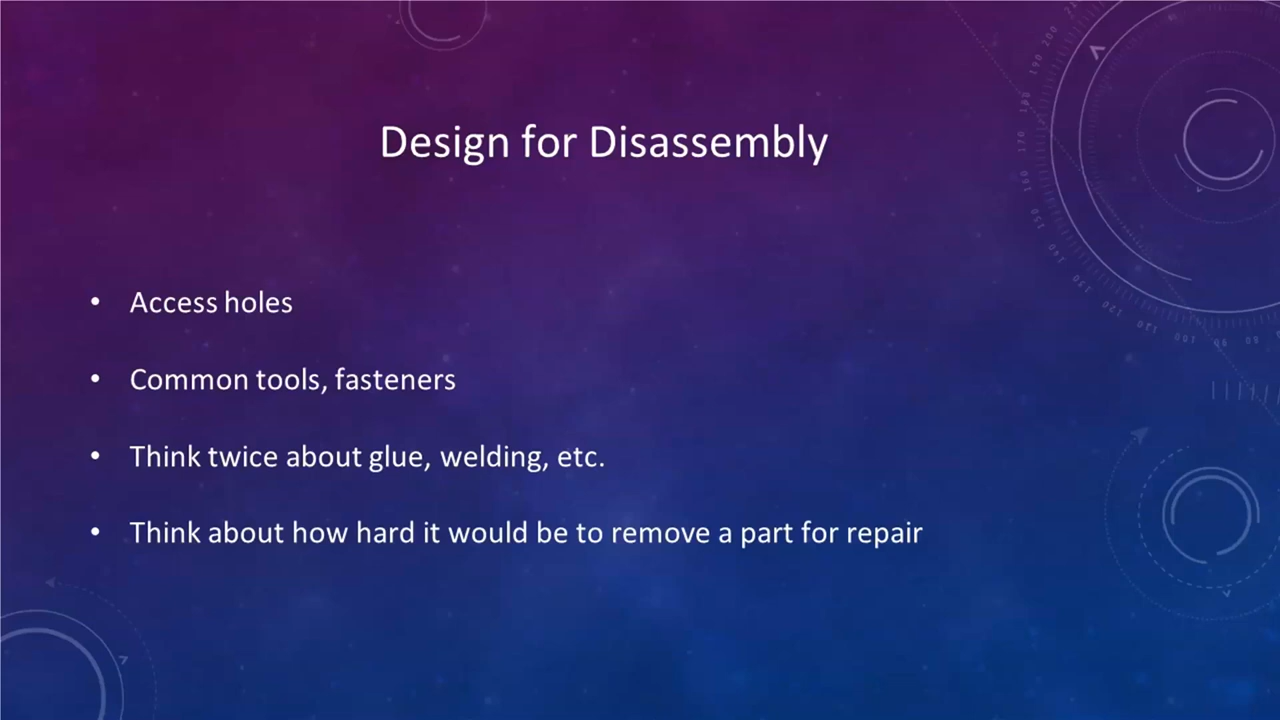 Design for Disassembly
• Access holes
• Common tools, fasteners
• Think twice about glue, welding, etc.
• Think about how hard it would be to remove a part for repair